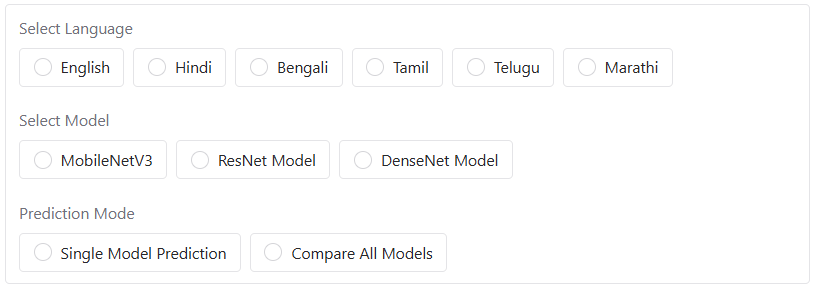 Select Language
English Hindi Bengali Tamil Telugu Marathi
Select Model
MobileNetV3 ResNet Model DenseNet Model
Prediction Mode
Single Model Prediction Compare All Models